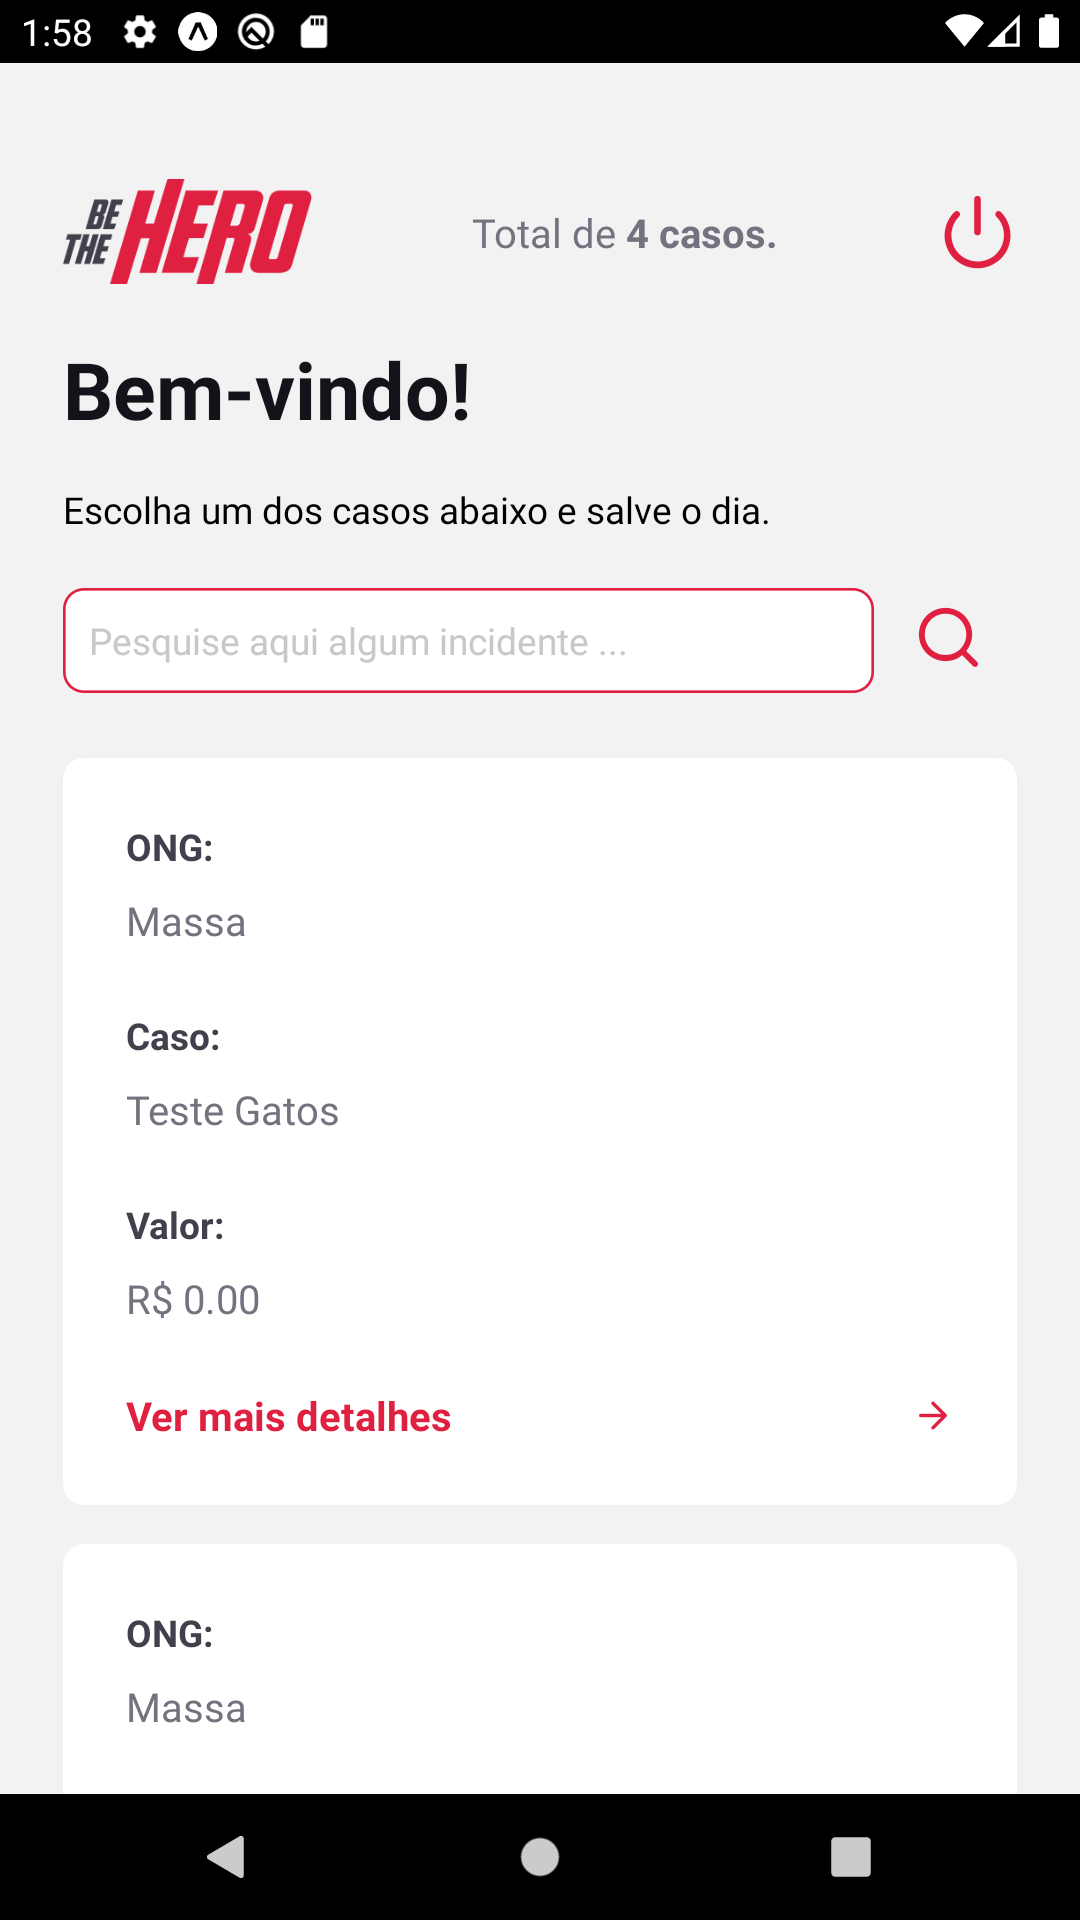 1:58
BE
THE
HERO
Total de 4 casos.
Bem-vindo!
Escolha um dos casos abaixo e salve o dia.
Pesquise aqui algum incidente ...
ONG:
Massa
Caso:
Teste Gatos
Valor:
R$ 0.00
Ver mais detalhes
ONG:
Massa